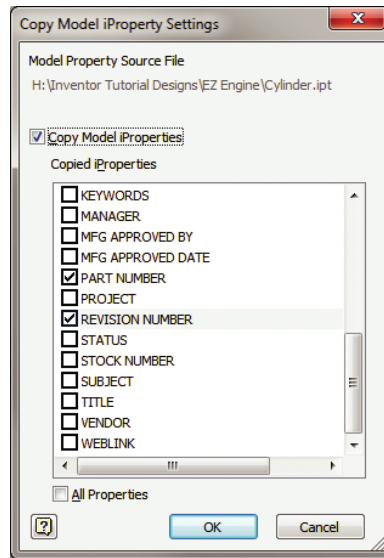 Copy Model iProperty Settings
Model Property Source File
H:\Inventor Tutorial Designs\EZ Engine\Cylinder.ipt
Copy Model iProperties
Copied iProperties
KEYWORDS
MANAGER
MFG APPROVED BY
MFG APPROVED DATE
PART NUMBER
PROJECT
REVISION NUMBER
STATUS
STOCK NUMBER
SUBJECT
TITLE
VENDOR
WEBLINK
All Properties
?
OK
Cancel